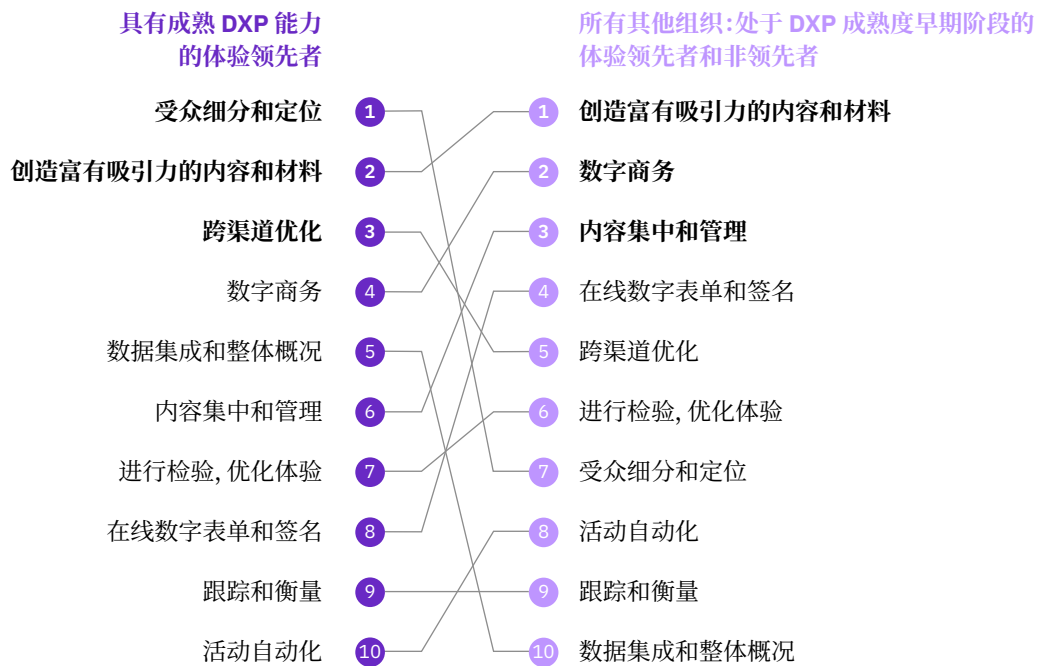 具有成熟 DXP 能力
的体验领先者
受众细分和定位
1
创造富有吸引力的内容和材料
2
跨渠道优化
3
数字商务
4
数据集成和整体概况
5
内容集中和管理
6
进行检验, 优化体验
7
在线数字表单和签名
8
跟踪和衡量
9
活动自动化
10
所有其他组织:处于 DXP 成熟度早期阶段的
体验领先者和非领先者
1
创造富有吸引力的内容和材料
2
数字商务
3
内容集中和管理
4
在线数字表单和签名
5
跨渠道优化
6
进行检验, 优化体验
7
受众细分和定位
8
活动自动化
9
跟踪和衡量
10
数据集成和整体概况